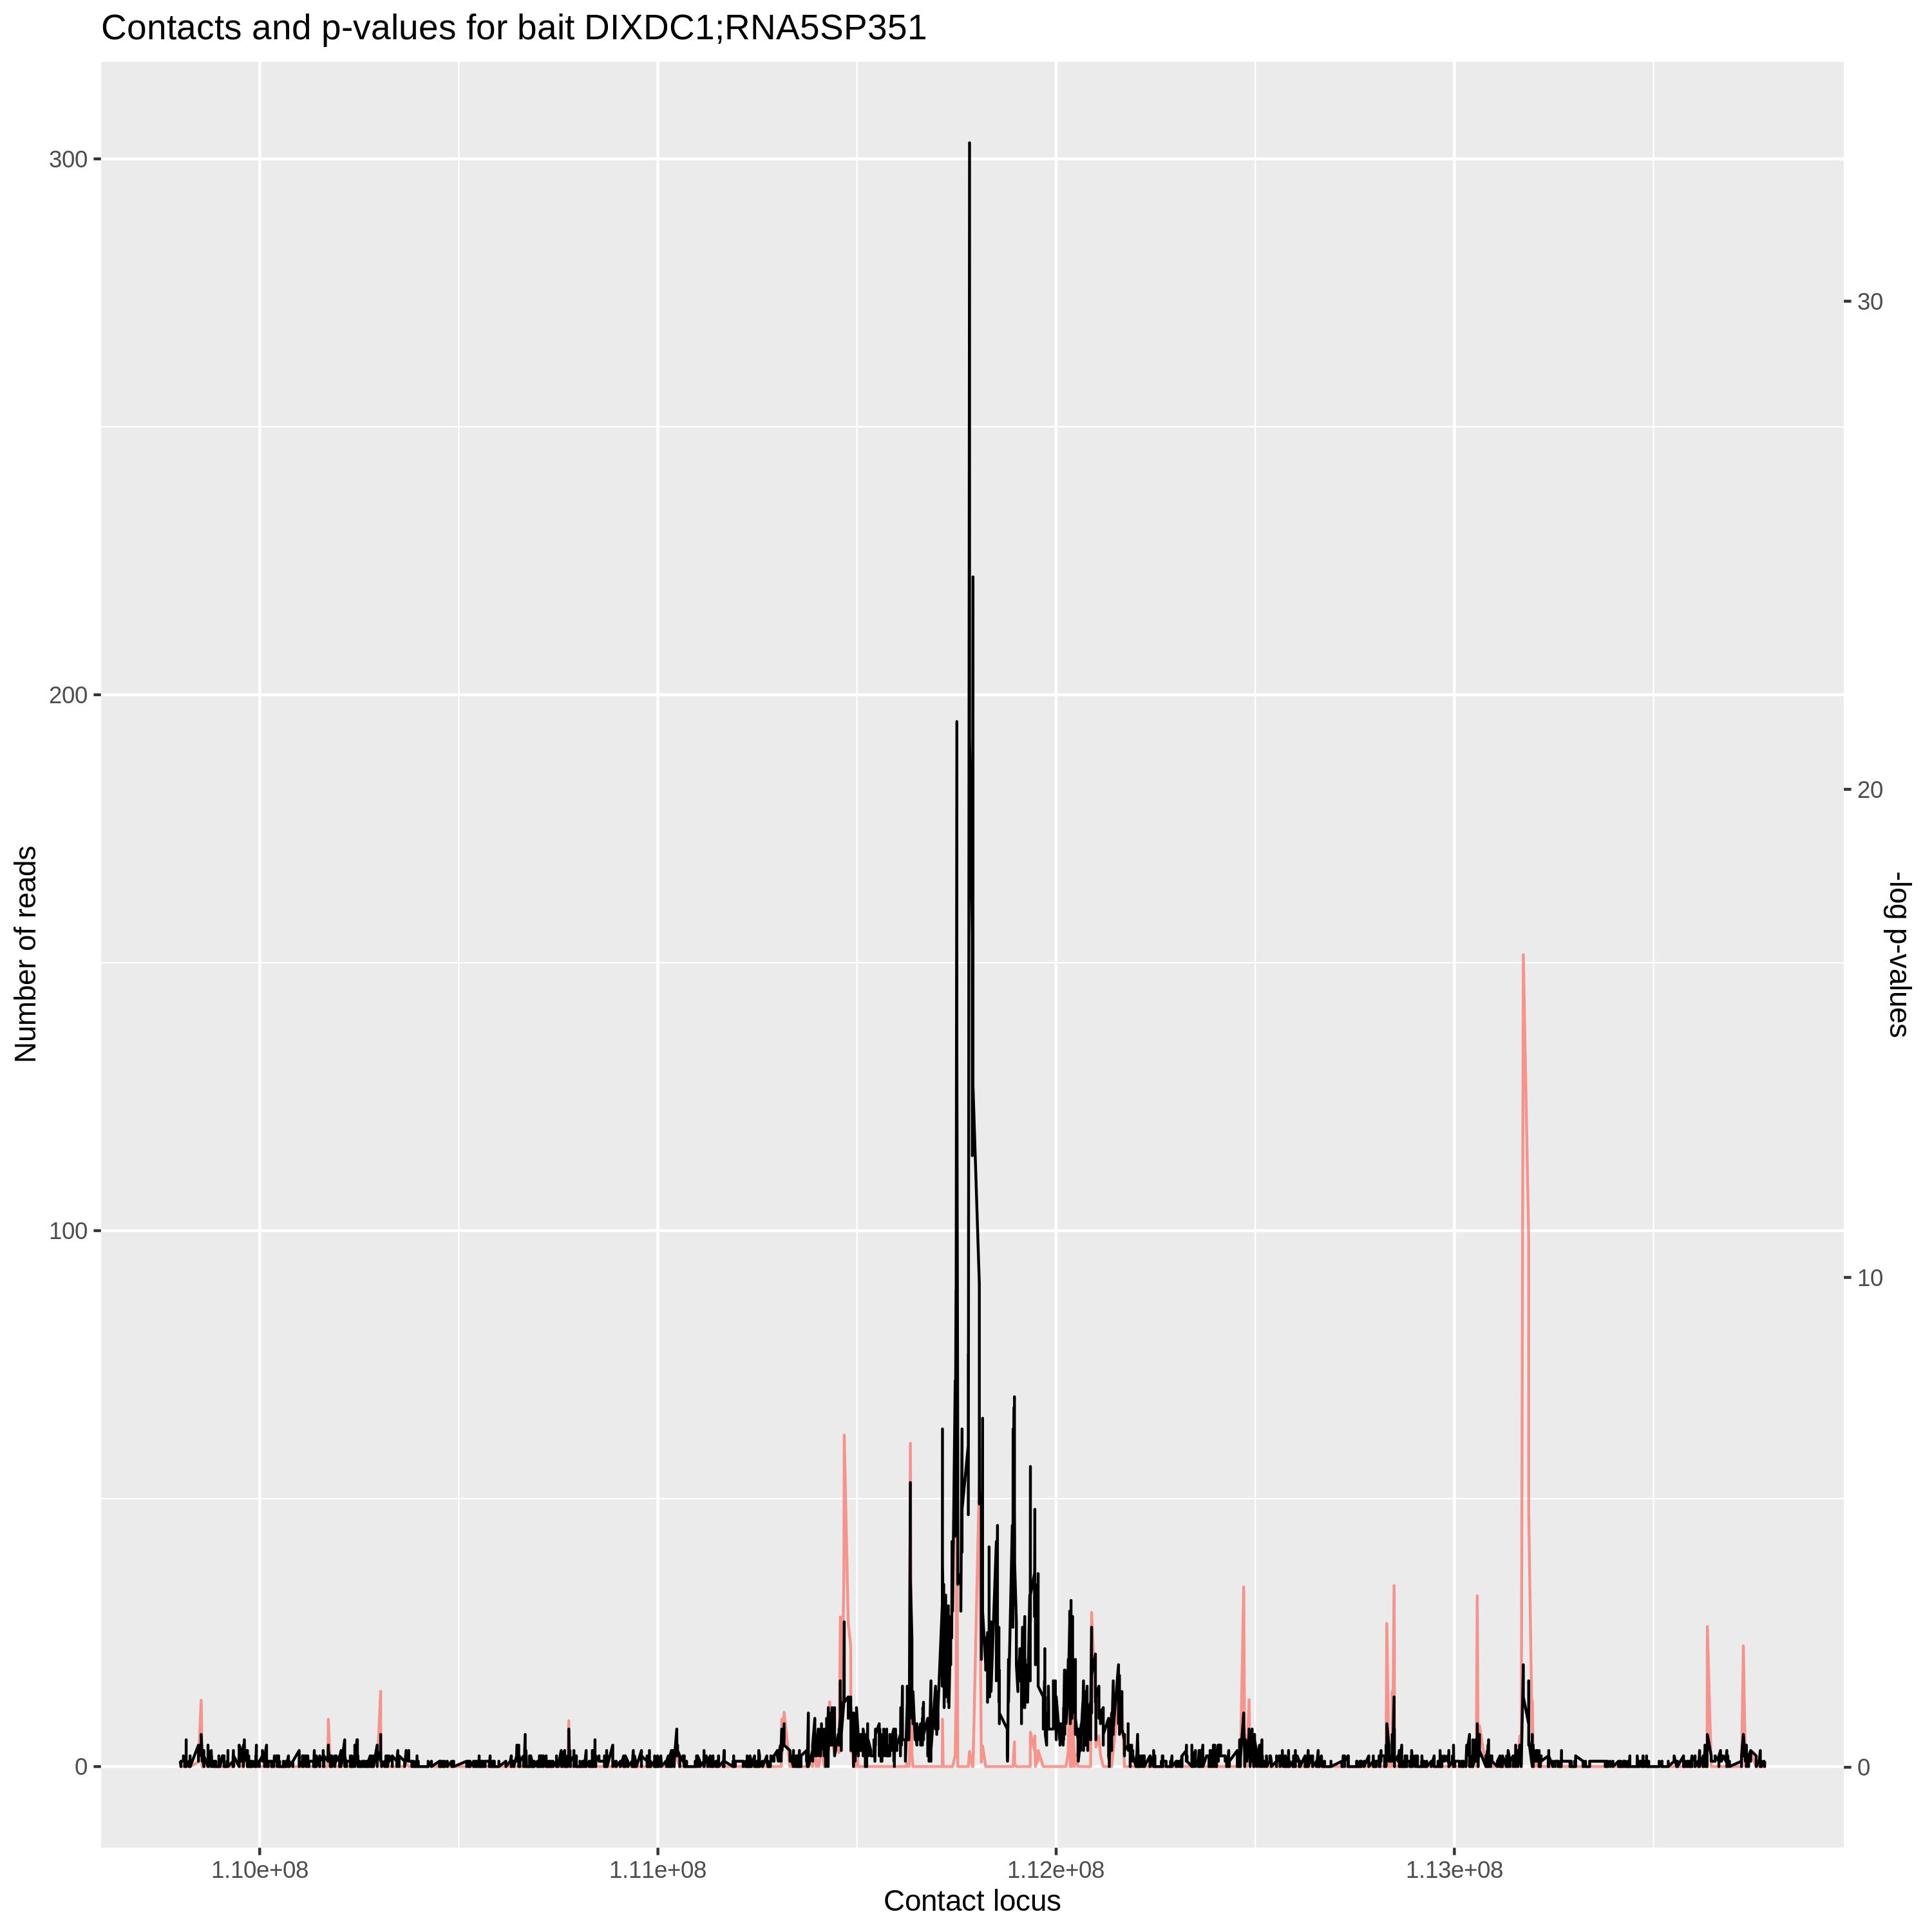 Contacts and p-values for bait DIXDC1;RNA5SP351
300
200
100
0
Number of reads
30
20
10
0
-log p-values
1.10e+08
1.11e+08
1.12e+08
1.13e+08
Contact locus